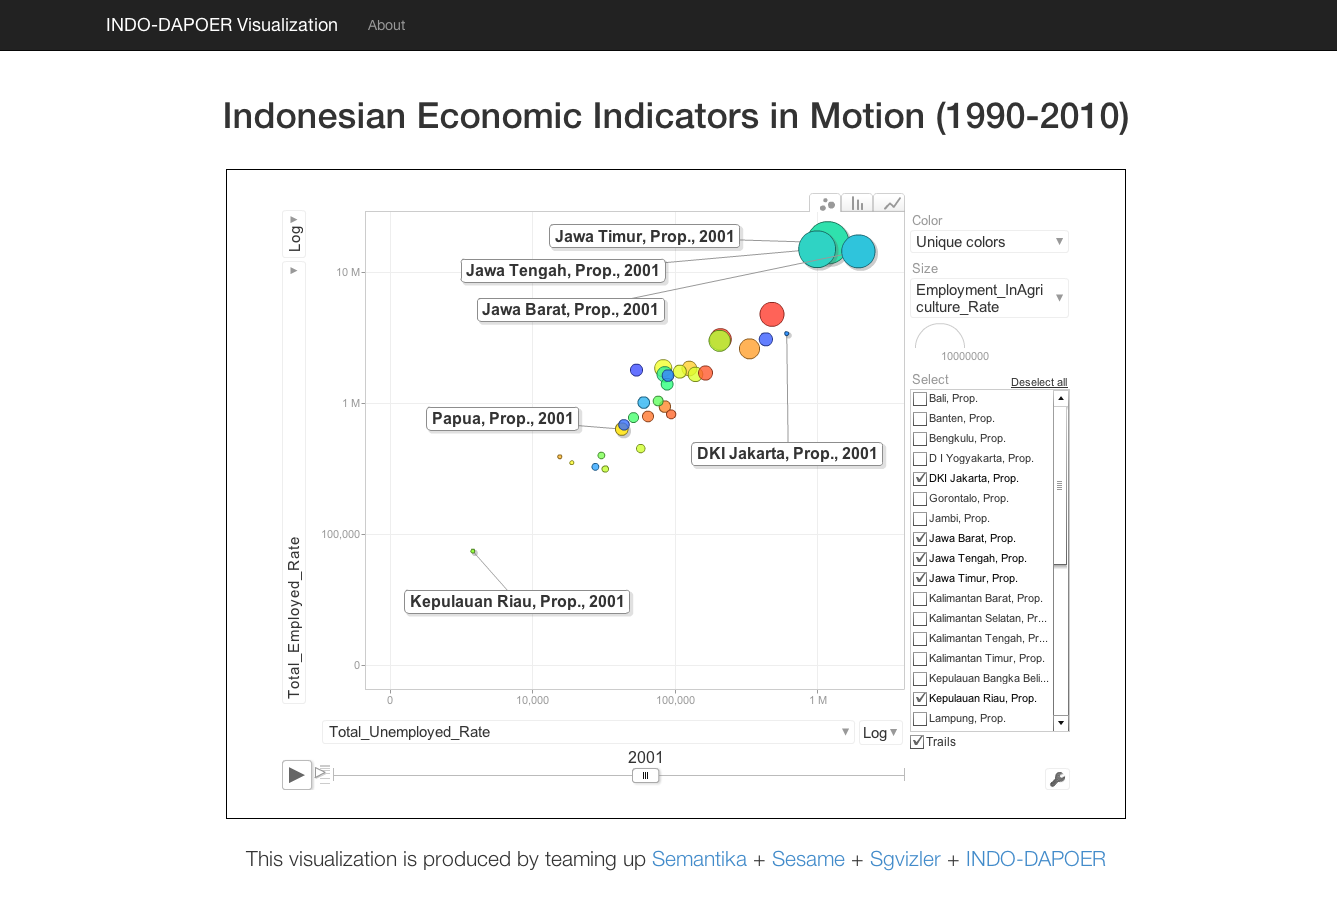 INDO-DAPOER Visualization About
Indonesian Economic Indicators in Motion (1990-2010)
Log
Total_Employed_Rate
10 M
1 M
100,000
0
Jawa Timur, Prop., 2001
Jawa Tengah, Prop., 2001
Jawa Barat, Prop., 2001
Papua, Prop., 2001
DKI Jakarta, Prop., 2001
Kepulauan Riau, Prop., 2001
0 10,000 100,000 1 M
Total_Unemployed_Rate Log
2001
Color
Unique colors
Size
Employment_InAgri
culture_Rate
10000000
Select Deselect all
Bali, Prop.
Banten, Prop.
Bengkulu, Prop.
D I Yogyakarta, Prop.
DKI Jakarta, Prop.
Gorontalo, Prop.
Jambi, Prop.
Jawa Barat, Prop.
Jawa Tengah, Prop.
Jawa Timur, Prop.
Kalimantan Barat, Prop.
Kalimantan Selatan, Pr...
Kalimantan Tengah, Pr...
Kalimantan Timur, Prop.
Kepulauan Bangka Beli...
Kepulauan Riau, Prop.
Lampung, Prop.
Trails
This visualization is produced by teaming up Semantika + Sesame + Sgvizler + INDO-DAPOER